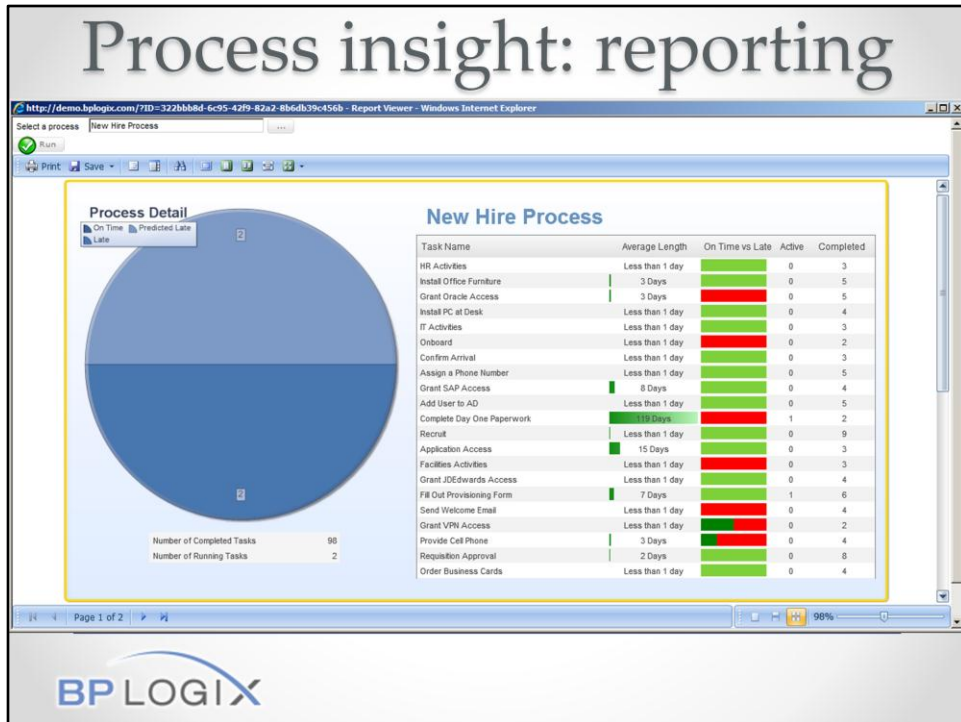 Process insight: reporting
http://demo.bplogix.com/?ID=322bbb8d-6c95-42f9-82a2-8b6db39c456b - Report Viewer - Windows Internet Explorer
Select a process New Hire Process ...
Run
Print Save
Process Detail
On Time Predicted Late
Late
2
2
Number of Completed Tasks 98
Number of Running Tasks 2
New Hire Process
Task Name Average Length On Time vs Late Active Completed
HR Activities Less than 1 day 0 3
Install Office Furniture 3 Days 0 5
Grant Oracle Access 3 Days 0 5
Install PC at Desk Less than 1 day 0 4
IT Activities Less than 1 day 0 3
Onboard Less than 1 day 0 2
Confirm Arrival Less than 1 day 0 3
Assign a Phone Number Less than 1 day 0 5
Grant SAP Access 8 Days 0 4
Add User to AD Less than 1 day 0 5
Complete Day One Paperwork 119 Days 1 2
Recruit Less than 1 day 0 9
Application Access 15 Days 0 3
Facilities Activities Less than 1 day 0 3
Grant JDEdwards Access Less than 1 day 0 4
Fill Out Provisioning Form 7 Days 1 6
Send Welcome Email Less than 1 day 0 4
Grant VPN Access Less than 1 day 0 2
Provide Cell Phone 3 Days 0 4
Requisition Approval 2 Days 0 8
Order Business Cards Less than 1 day 0 4
Page 1 of 2 98%
BP LOGIX